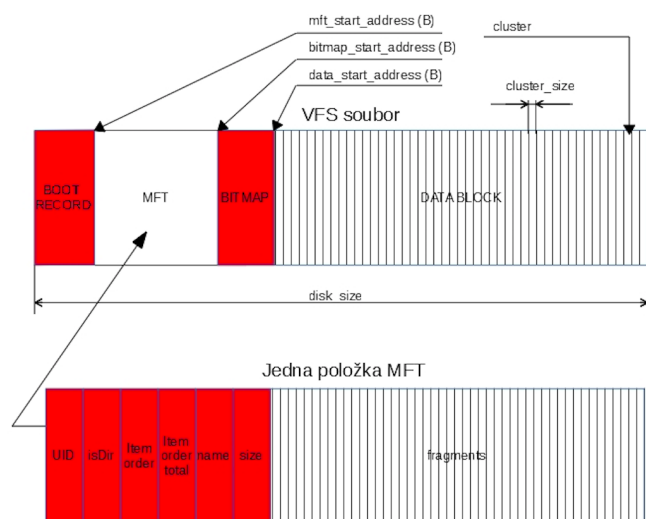 mft_start_address (B)
cluster
bitmap_start_address (B)
data_start_address (B)
cluster_size
VFS soubor
BOOT
RECORD
MFT
BITMAP
DATA BLOCK
disk_size
Jedna položka MFT
UID
isDir
Item
order
Item
order
total
name
size
fragments